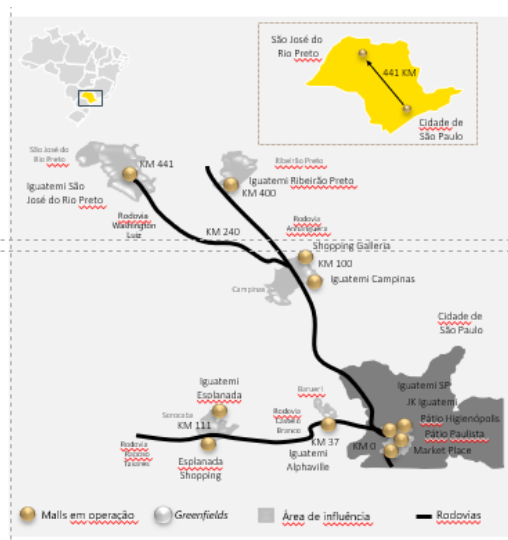 São José do
Rio Preto
441 KM
Cidade de
São Paulo
São José do
Rio Preto
KM 441
Iguatemi São
José do Rio Preto
Rodovia
Washington
Luiz
Ribeirão Preto
Iguatemi Ribeirão Preto
KM 400
KM 240
Rodovia
Anhanguera
Shopping Galleria
KM 100
Iguatemi Campinas
Campinas
Cidade de
São Paulo
Iguatemi
Esplanada
Sorocaba
KM 111
Esplanada
Shopping
Rodovia
Raposo
Tavares
Barueri
Rodovia
Castelo
Branco
KM 37
Iguatemi
Alphaville
KM 0
Iguatemi SP
JK Iguatemi
Pátio Higienópolis
Pátio Paulista
Market Place
Malls em operação
Greenfields
Área de influência
Rodovias